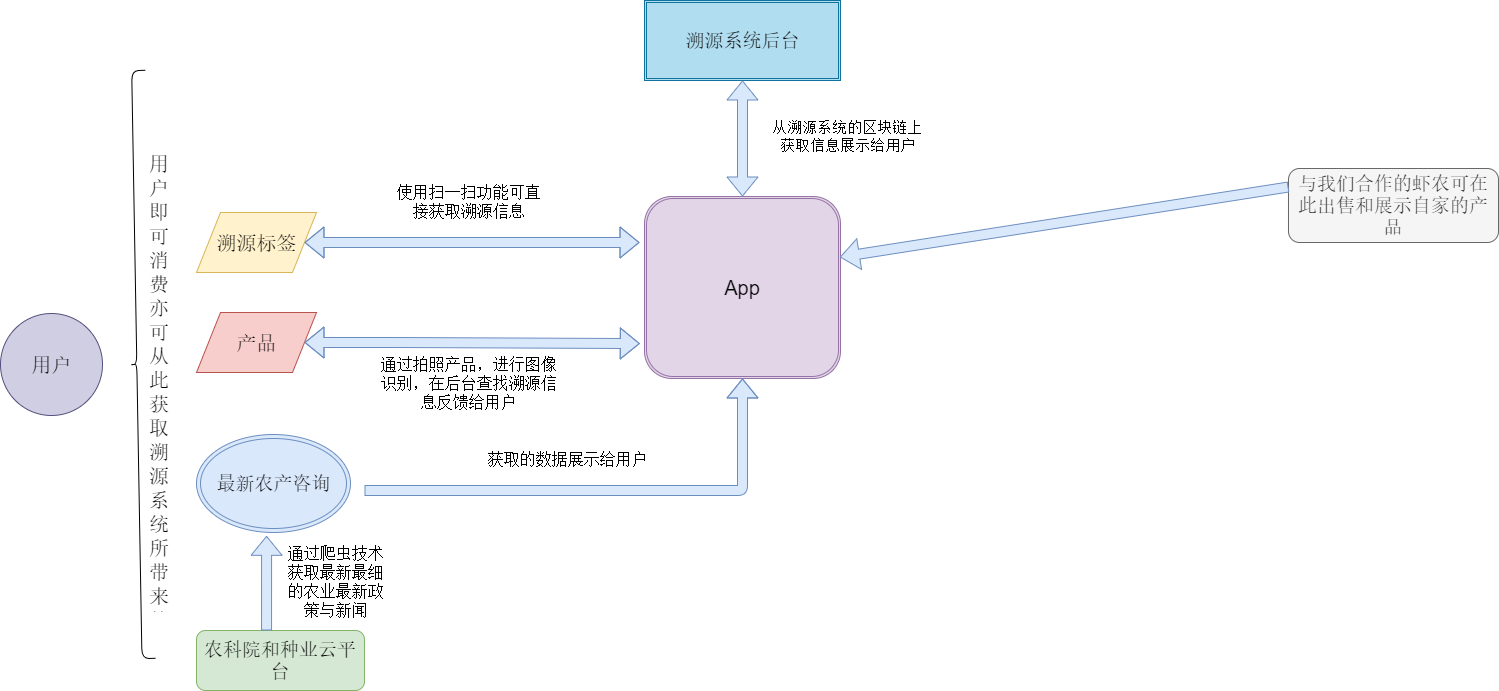 溯源系统后台
从溯源系统的区块链上
获取信息展示给用户
与我们合作的虾农可在
此出售和展示自家的产
品
使用扫一扫功能可直
接获取溯源信息
溯源标签
App
产品
通过拍照产品，进行图像
识别，在后台查找溯源信
息反馈给用户
用户
用
户
即
可
消
费
亦
可
从
此
获
取
溯
源
系
统
所
带
来
最新农产咨询
获取的数据展示给用户
通过爬虫技术
获取最新最细
的农业最新政
策与新闻
农科院和种业云平
台